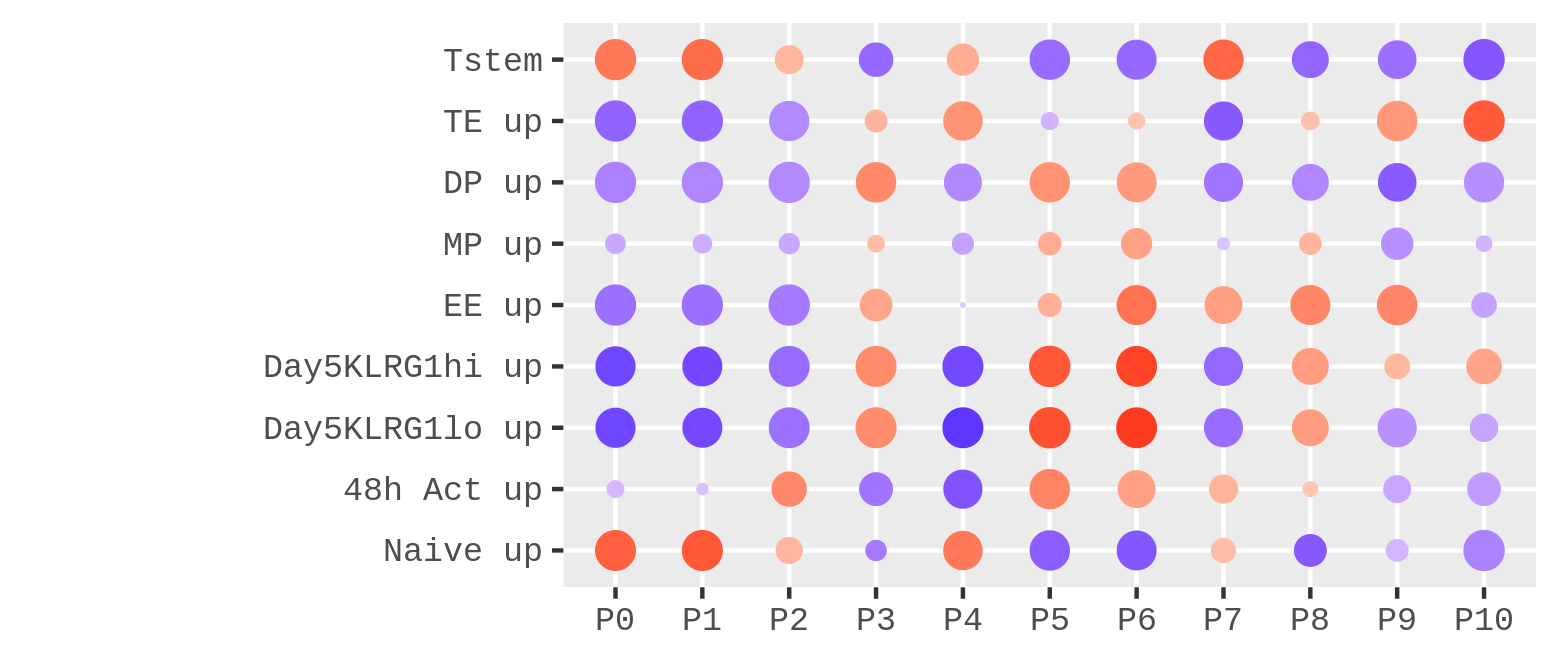 Tstem
TE up
DP up
MP up
EE up
Day5KLRG1hi up
Day5KLRG1lo up
48h Act up
Naive up
P0 P1 P2 P3 P4 P5 P6 P7 P8 P9 P10